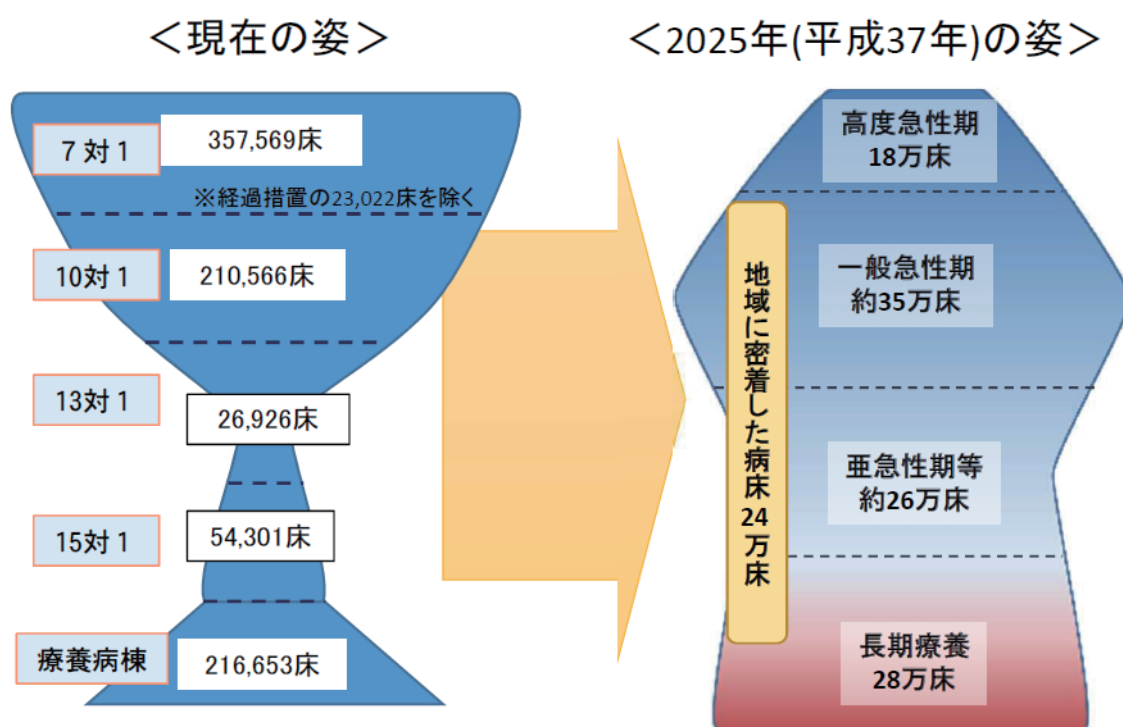 ＜現在の姿＞
7対1
357,569床
※経過措置の23,022床を除く
10対1
210,566床
13対1
26,926床
15対1
54,301床
療養病棟
216,653床
＜2025年(平成37年)の姿＞
高度急性期
18万床
一般急性期
約35万床
亜急性期等
約26万床
長期療養
28万床
地域に密着した病床24万床